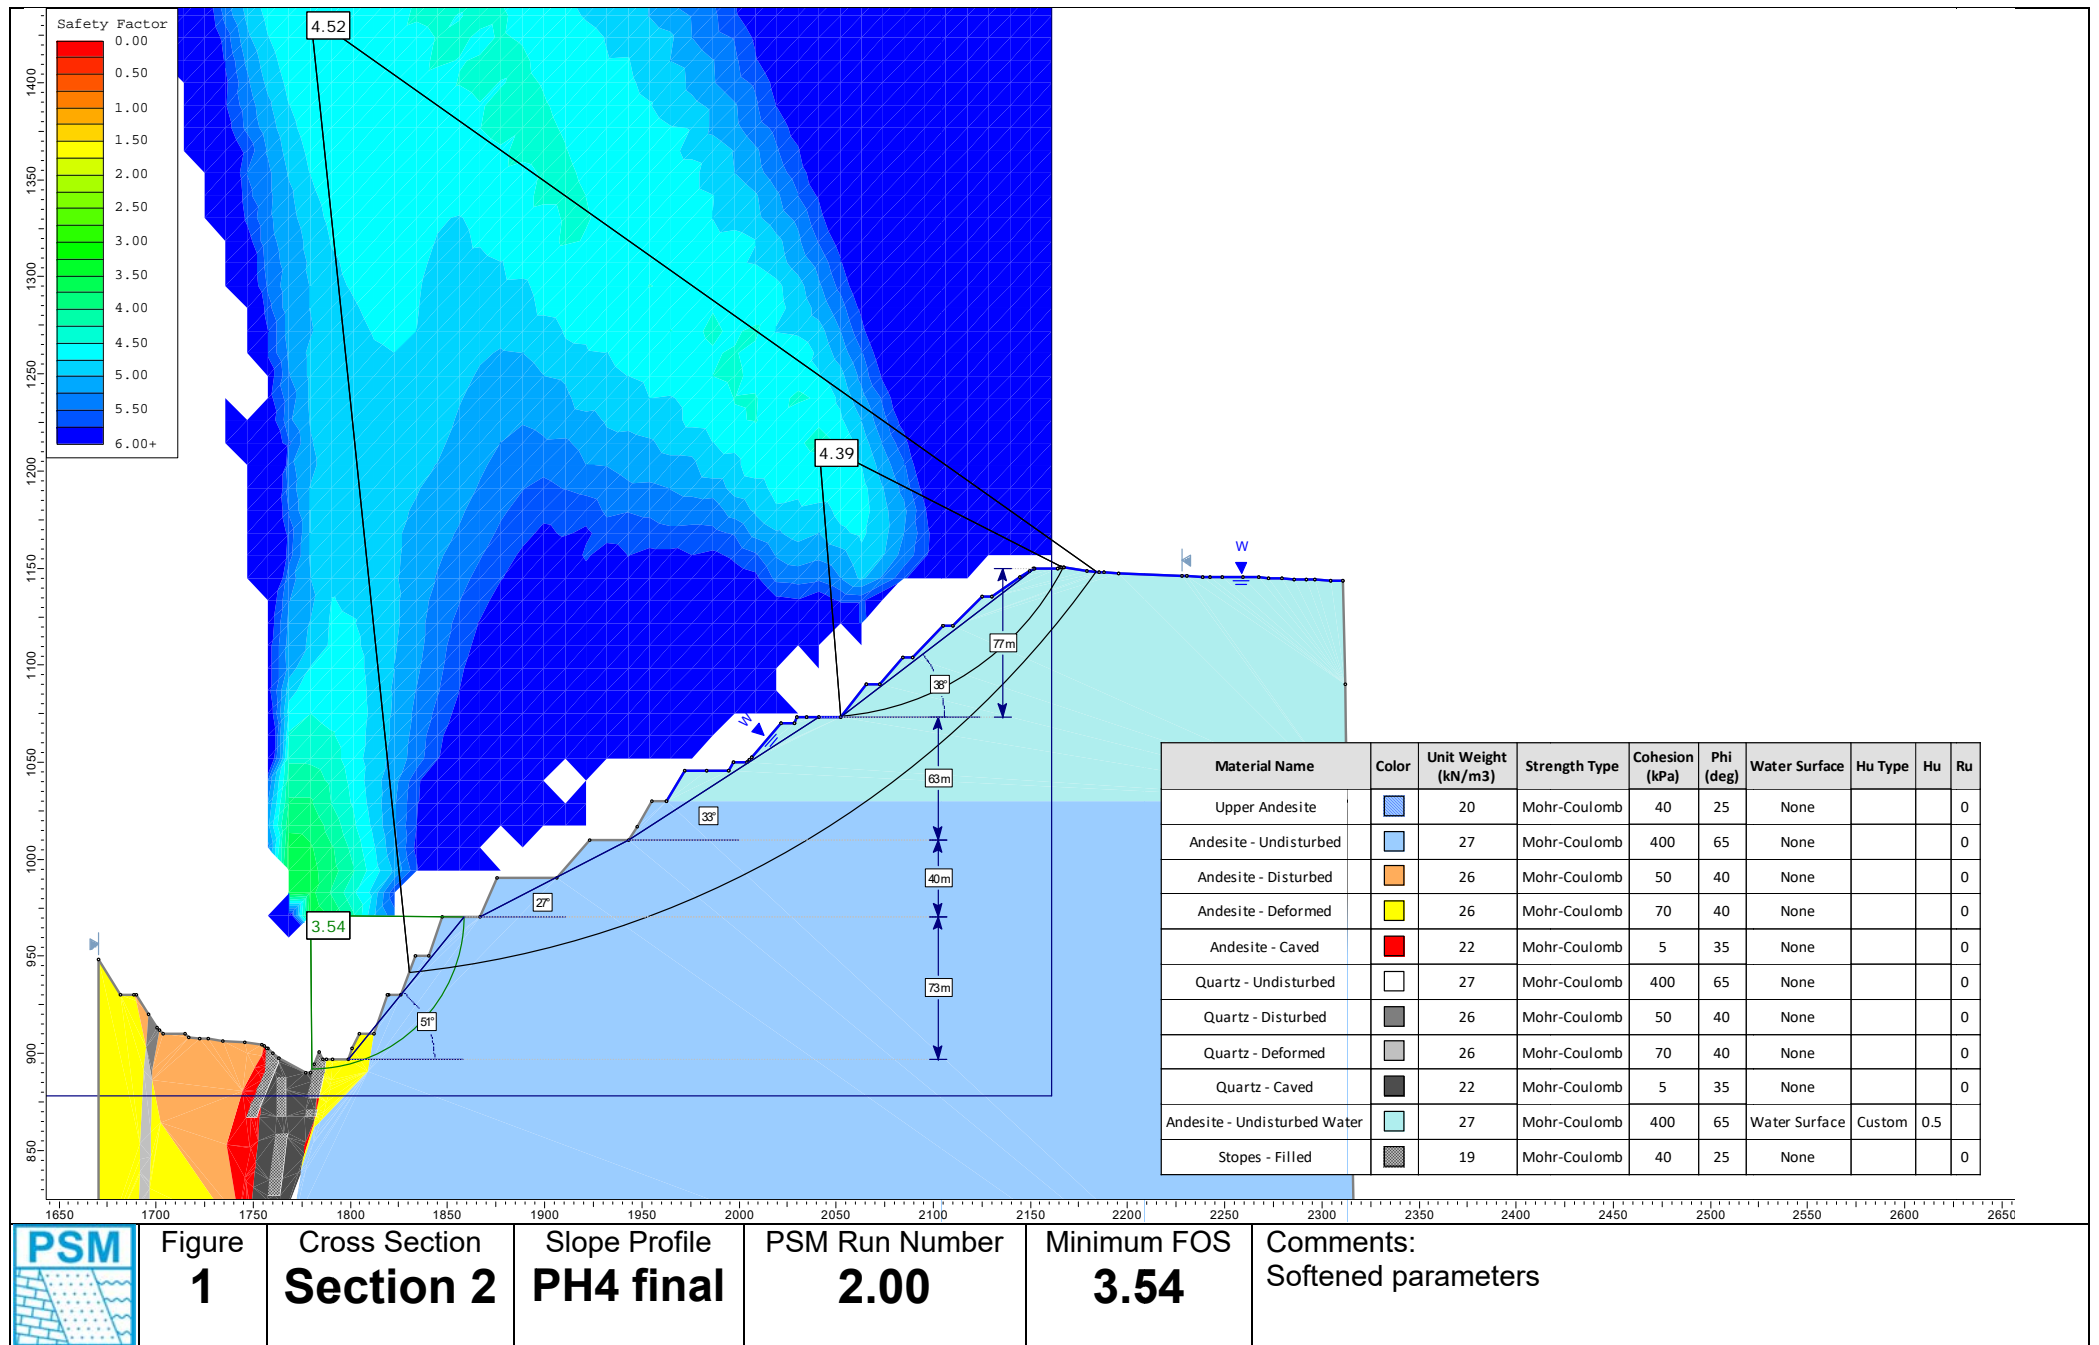 Safety Factor
0.00
0.50
1.00
1.50
2.00
2.50
3.00
3.50
4.00
4.50
5.00
5.50
6.00+
4.52
4.39
3.54
W
W
77m
38°
63m
33°
40m
27°
73m
51°
1400
1350
1300
1250
1200
1150
1100
1050
1000
950
900
850
1650 1700 1750 1800 1850 1900 1950 2000 2050 2100 2150 2200 2250 2300 2350 2400 2450 2500 2550 2600 2650
Material Name Color Unit Weight (kN/m3) Strength Type Cohesion (kPa) Phi (deg) Water Surface Hu Type Hu Ru
Upper Andesite 20 Mohr-Coulomb 40 25 None 0
Andesite - Undisturbed 27 Mohr-Coulomb 400 65 None 0
Andesite - Disturbed 26 Mohr-Coulomb 50 40 None 0
Andesite - Deformed 26 Mohr-Coulomb 70 40 None 0
Andesite - Caved 22 Mohr-Coulomb 5 35 None 0
Quartz - Undisturbed 27 Mohr-Coulomb 400 65 None 0
Quartz - Disturbed 26 Mohr-Coulomb 50 40 None 0
Quartz - Deformed 26 Mohr-Coulomb 70 40 None 0
Quartz - Caved 22 Mohr-Coulomb 5 35 None 0
Andesite - Undisturbed Water 27 Mohr-Coulomb 400 65 Water Surface Custom 0.5
Stopes - Filled 19 Mohr-Coulomb 40 25 None 0
PSM
Figure
1
Cross Section
Section 2
Slope Profile
PH4 final
PSM Run Number
2.00
Minimum FOS
3.54
Comments:
Softened parameters